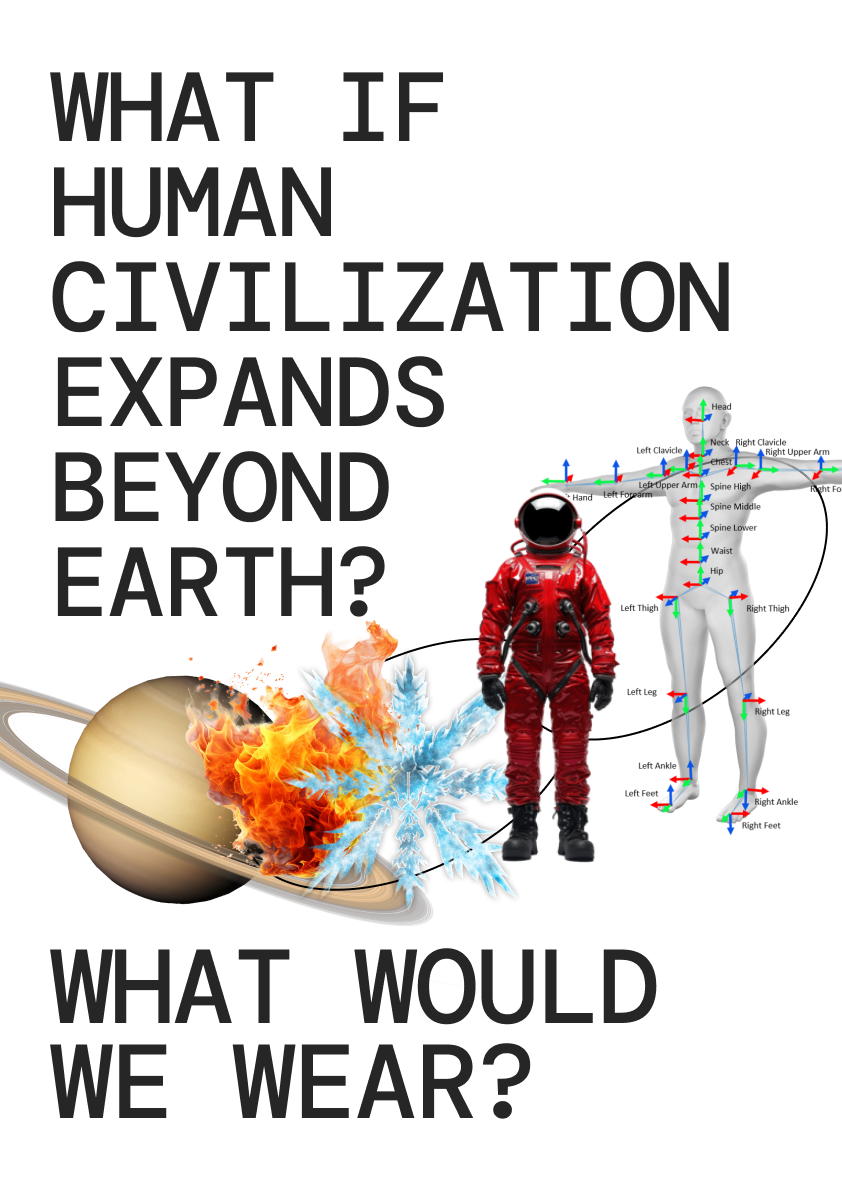 WHAT IF
HUMAN
CIVILIZATION
EXPANDS
BEYOND
EARTH?
Head
Neck Right Clavicle
Left Clavicle
Right Upper Arm
Chest
Left Upper Arm
Spine High
Hand
Left Forearm
Right Fo
Spine Middle
Spine Lower
Waist
Hip
Left Thigh
Right Thigh
Left Leg
Right Leg
Left Ankle
Left Feet
Right Ankle
Right Feet
WHAT WOULD
WE WEAR?